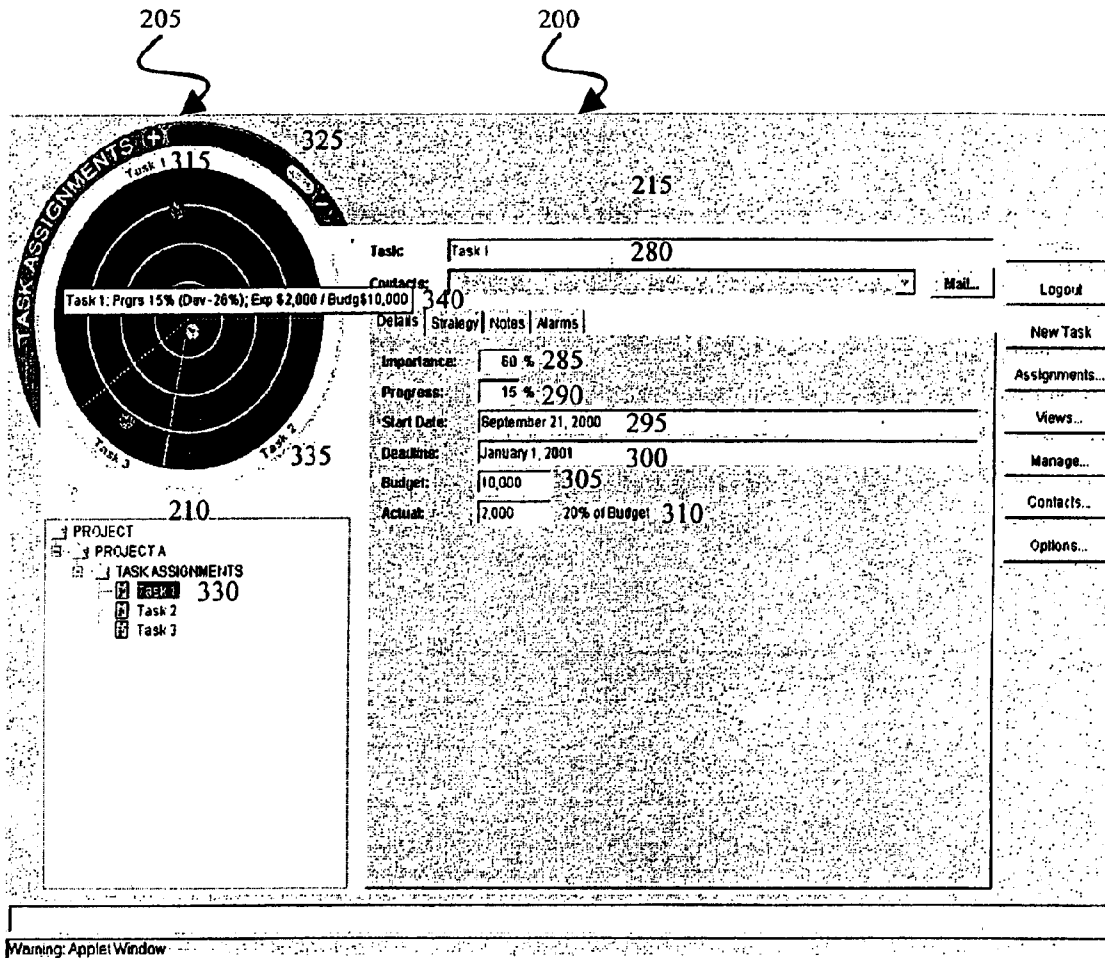 205
200
TASK ASSIGNMENTS (+)
325
Task 1 315
215
Task: Task 1 280
Contacts: Mail...
Task 1: Prgrs 15% (Dev-26%); Exp $2,000 / Budg$10,000 340
Details Strategy Notes Alarms
Importance: 60 % 285
Progress: 15 % 290
Start Date: September 21, 2000 295
Deadline: January 1, 2001 300
Budget: 10,000 305
Actual: 2,000 20% of Budget 310
Task 3
Task 2
335
210
PROJECT
PROJECT A
TASK ASSIGNMENTS
Task 1 330
Task 2
Task 3
Logout
New Task
Assignments...
Views...
Manage...
Contacts...
Options...
Warning: Applet Window